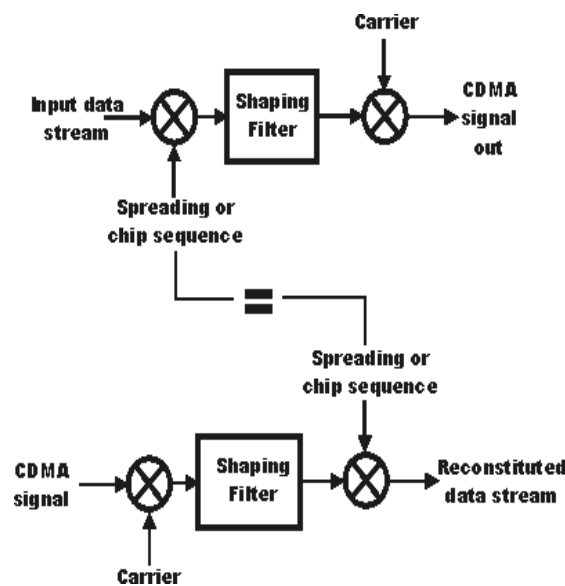 Carrier
Input data
stream
Shaping
Filter
CDMA
signal
out
Spreading or
chip sequence
=
Spreading or
chip sequence
CDMA
signal
Shaping
Filter
Reconstituted
data stream
Carrier